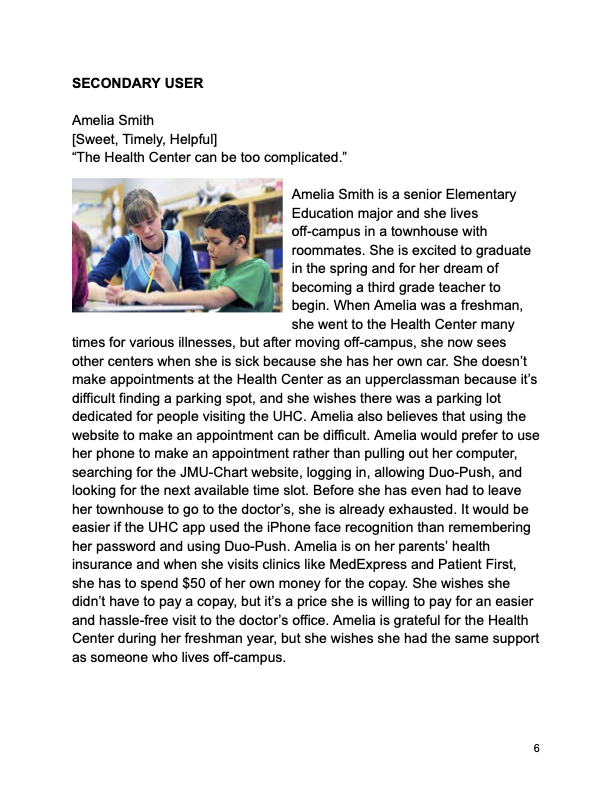 SECONDARY USER
Amelia Smith
[Sweet, Timely, Helpful]
“The Health Center can be too complicated.”
Amelia Smith is a senior Elementary
Education major and she lives
off-campus in a townhouse with
roommates. She is excited to graduate
in the spring and for her dream of
becoming a third grade teacher to
begin. When Amelia was a freshman,
she went to the Health Center many
times for various illnesses, but after moving off-campus, she now sees
other centers when she is sick because she has her own car. She doesn’t
make appointments at the Health Center as an upperclassman because it’s
difficult finding a parking spot, and she wishes there was a parking lot
dedicated for people visiting the UHC. Amelia also believes that using the
website to make an appointment can be difficult. Amelia would prefer to use
her phone to make an appointment rather than pulling out her computer,
searching for the JMU-Chart website, logging in, allowing Duo-Push, and
looking for the next available time slot. Before she has even had to leave
her townhouse to go to the doctor’s, she is already exhausted. It would be
easier if the UHC app used the iPhone face recognition than remembering
her password and using Duo-Push. Amelia is on her parents’ health
insurance and when she visits clinics like MedExpress and Patient First,
she has to spend $50 of her own money for the copay. She wishes she
didn’t have to pay a copay, but it’s a price she is willing to pay for an easier
and hassle-free visit to the doctor’s office. Amelia is grateful for the Health
Center during her freshman year, but she wishes she had the same support
as someone who lives off-campus.
6